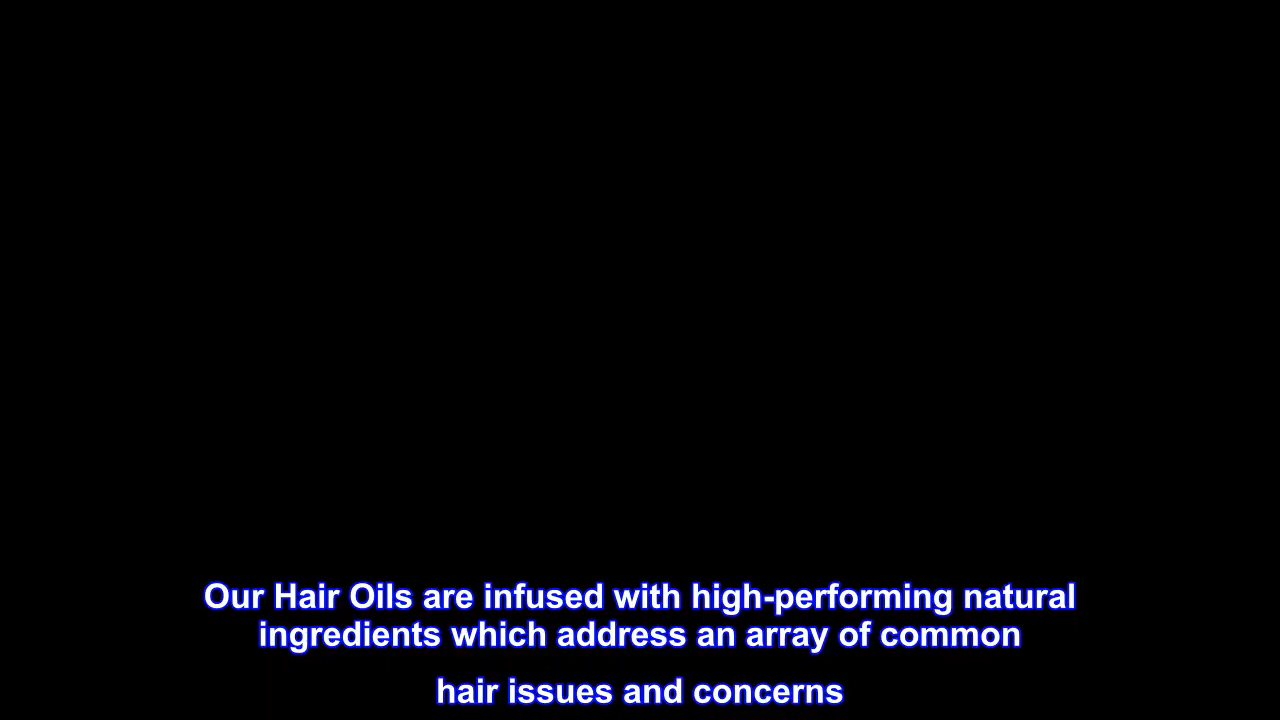 Our Hair Oils are infused with high-performing natural
ingredients which address an array of common
hair issues and concerns